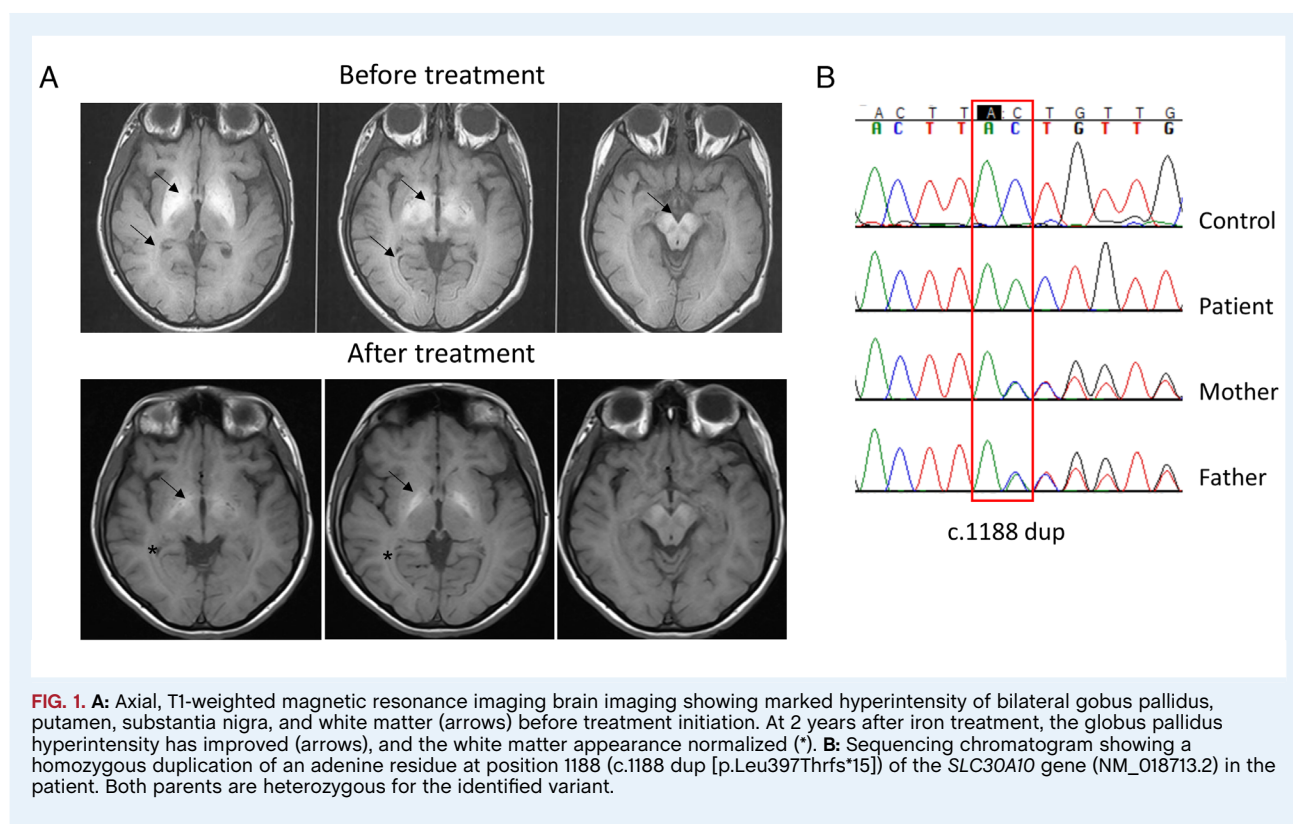 A
Before treatment
After treatment
*
*
B
A C T T A C T G T T G
A C T T A C T G T T G
Control
Patient
Mother
Father
c.1188 dup
FIG. 1. A: Axial, T1-weighted magnetic resonance imaging brain imaging showing marked hyperintensity of bilateral gobus pallidus,
putamen, substantia nigra, and white matter (arrows) before treatment initiation. At 2 years after iron treatment, the globus pallidus
hyperintensity has improved (arrows), and the white matter appearance normalized (*). B: Sequencing chromatogram showing a
homozygous duplication of an adenine residue at position 1188 (c.1188 dup [p.Leu397Thrfs*15]) of the SLC30A10 gene (NM_018713.2) in the
patient. Both parents are heterozygous for the identified variant.